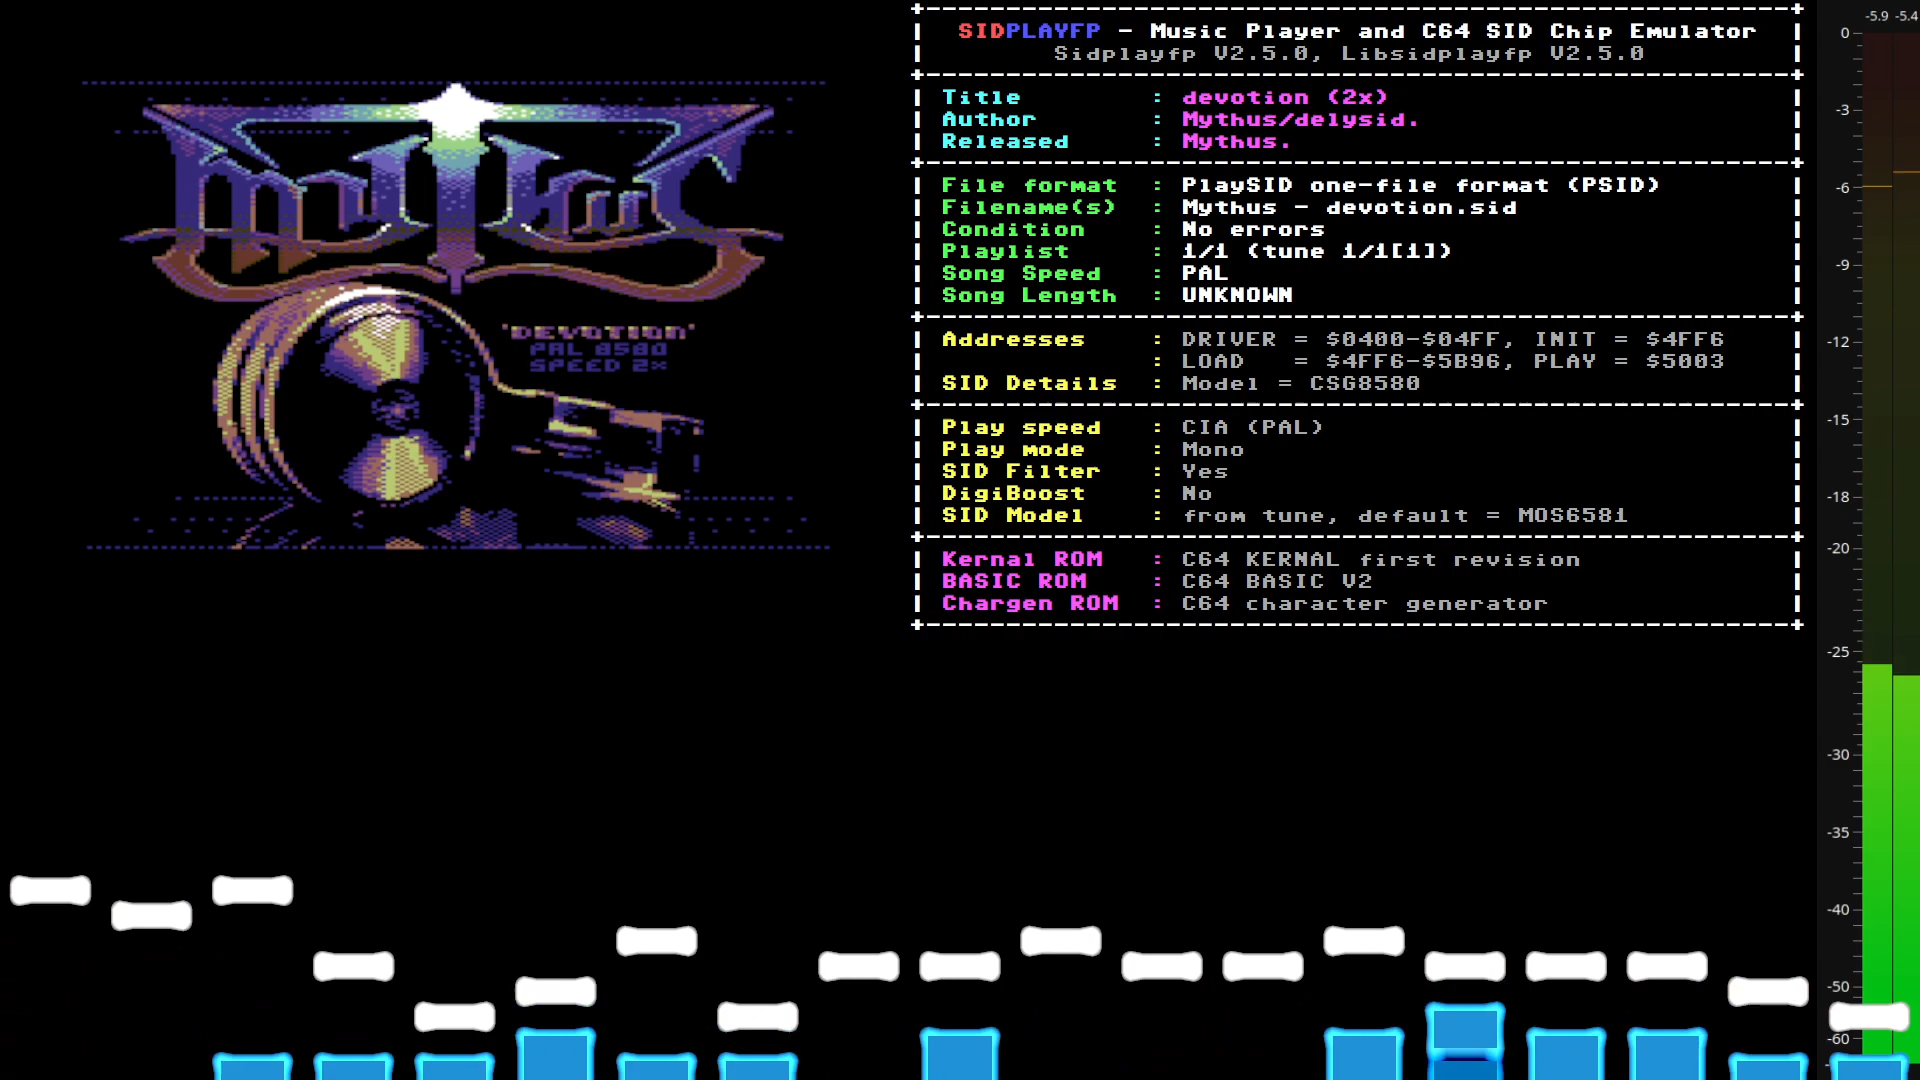 "DEVOTION"
PAL 8580
SPEED 2x
SIDPLAYFP - Music Player and C64 SID Chip Emulator
Sidplayfp V2.5.0, Libsidplayfp V2.5.0
Title : devotion (2x)
Author : Mythus/delysid.
Released : Mythus.
File format : PlaySID one-file format (PSID)
Filename(s) : Mythus - devotion.sid
Condition : No errors
Playlist : 1/1 (tune 1/1[1])
Song Speed : PAL
Song Length : UNKNOWN
Addresses : DRIVER = $0400-$04FF, INIT = $4FF6
: LOAD = $4FF6-$5B96, PLAY = $5003
SID Details : Model = CSG8580
Play speed : CIA (PAL)
Play mode : Mono
SID Filter : Yes
DigiBoost : No
SID Model : from tune, default = MOS6581
Kernal ROM : C64 KERNAL first revision
BASIC ROM : C64 BASIC V2
Chargen ROM : C64 character generator
-5.9 -5.4
0
-3
-6
-9
-12
-15
-18
-20
-25
-30
-35
-40
-50
-60